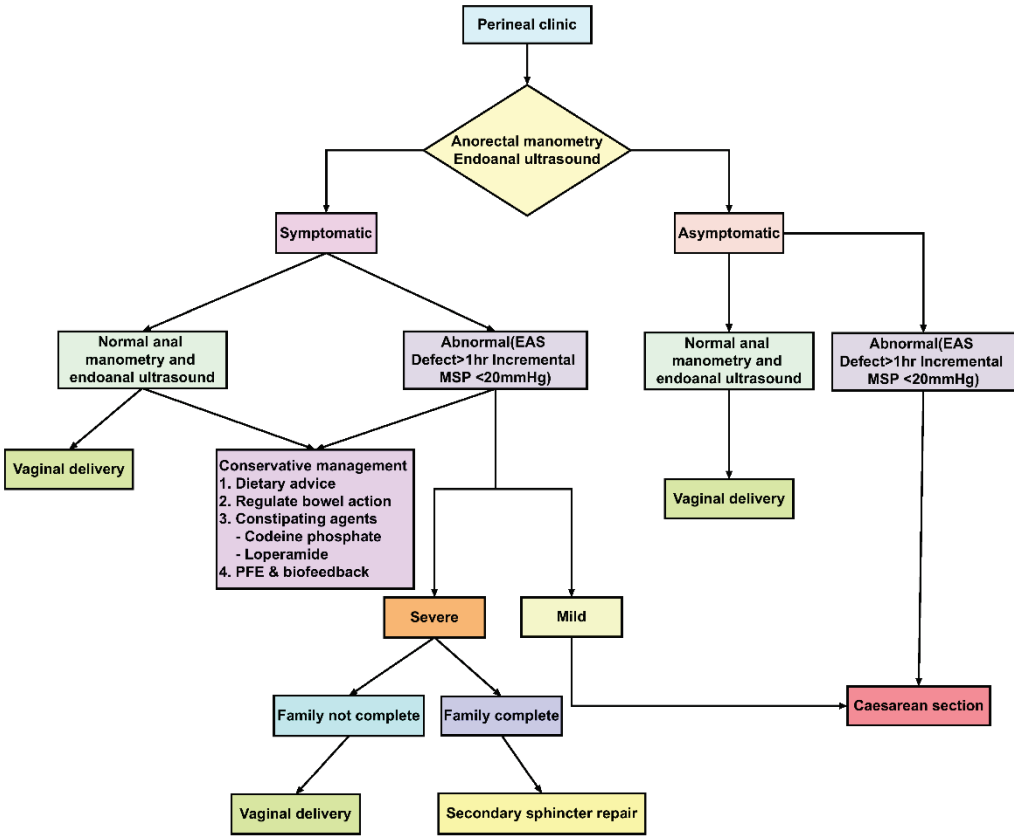 Perineal clinic
Anorectal manometry
Endoanal ultrasound
Symptomatic
Asymptomatic
Normal anal
manometry and
endoanal ultrasound
Abnormal(EAS
Defect>1hr Incremental
MSP <20mmHg)
Normal anal
manometry and
endoanal ultrasound
Abnormal(EAS
Defect>1hr Incremental
MSP <20mmHg)
Vaginal delivery
Conservative management
1. Dietary advice
2. Regulate bowel action
3. Constipating agents
- Codeine phosphate
- Loperamide
4. PFE & biofeedback
Vaginal delivery
Severe
Mild
Family not complete
Family complete
Caesarean section
Vaginal delivery
Secondary sphincter repair